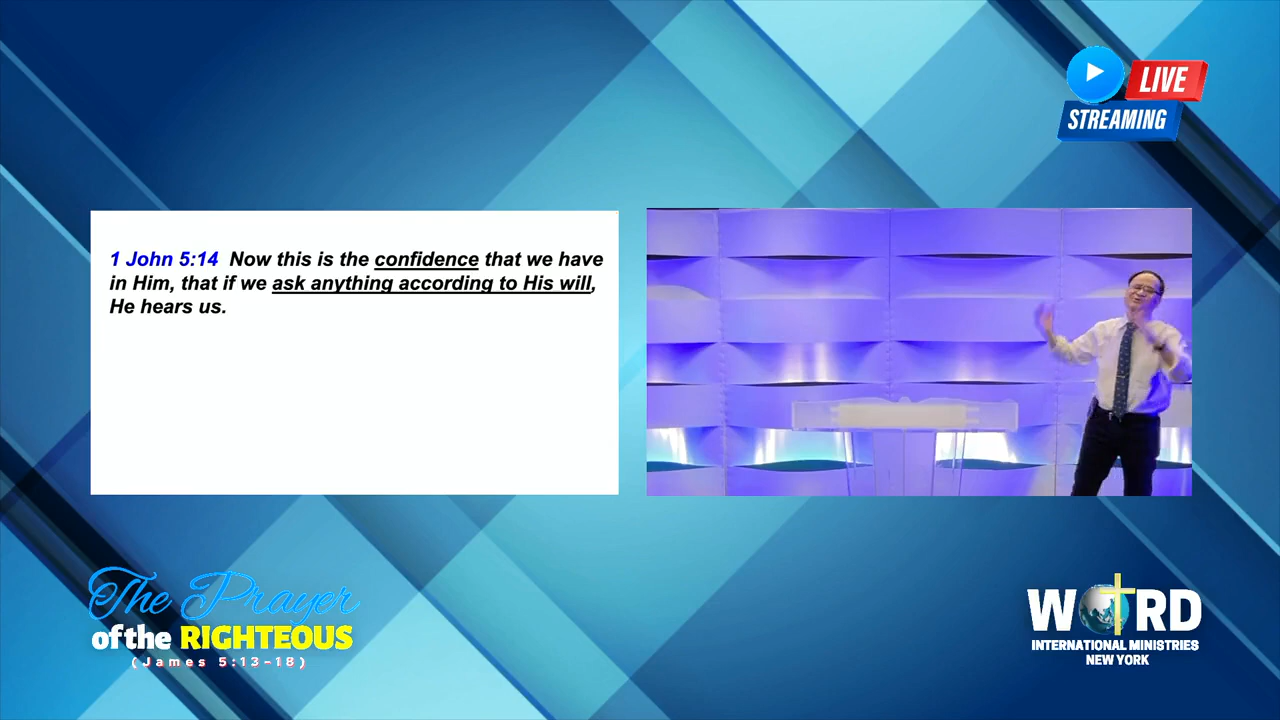 LIVE
STREAMING
1 John 5:14 Now this is the confidence that we have
in Him, that if we ask anything according to His will,
He hears us.
The Prayer
of the RIGHTEOUS
(James 5:13-18)
WORD
INTERNATIONAL MINISTRIES
NEW YORK